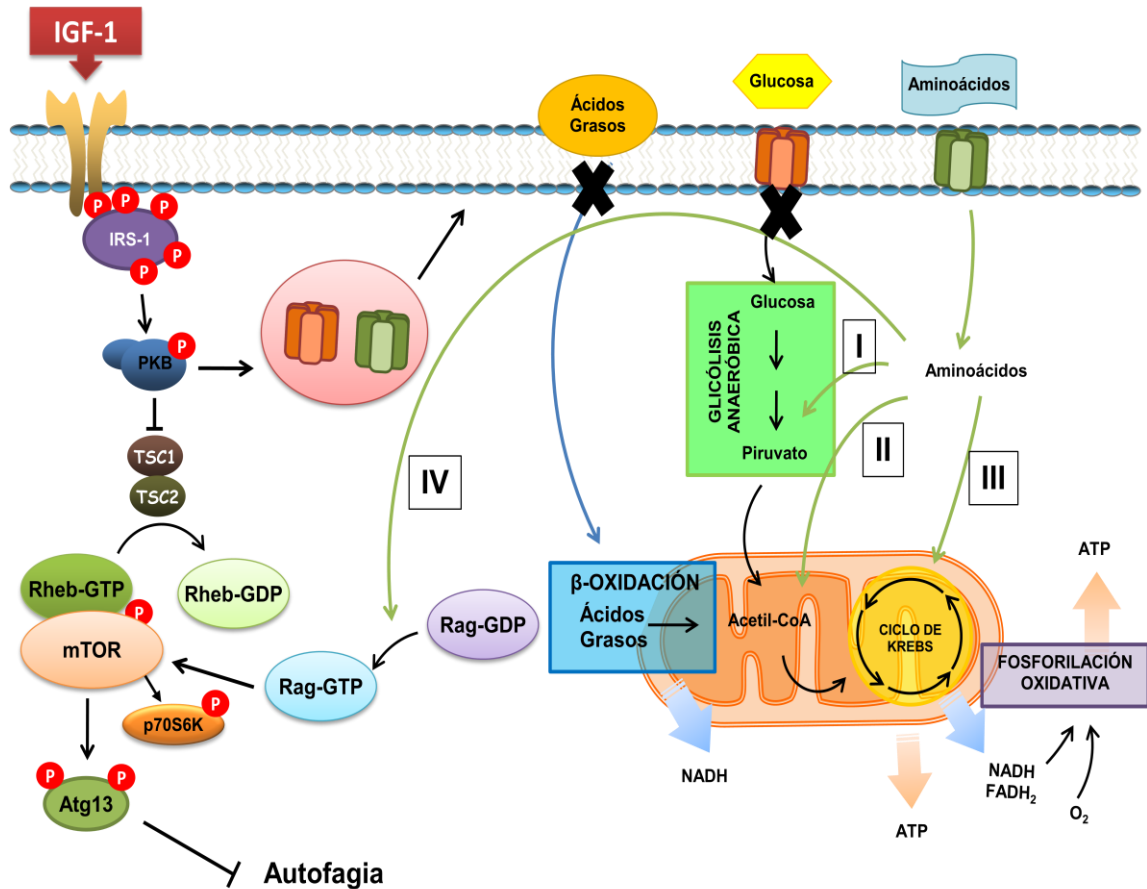 IGF-1
Ácidos
Grasos
Glucosa
Aminoácidos
P
P
P
P
P
IRS-1
P
PKB
TSC1
TSC2
Rheb-GTP
Rheb-GDP
P
mTOR
Rag-GDP
Rag-GTP
P
p70S6K
P
P
Atg13
Autofagia
IV
GLICÓLISIS
ANAERÓBICA
Glucosa
Piruvato
I
II
III
Aminoácidos
β-OXIDACIÓN
Ácidos
Grasos
Acetil-CoA
CICLO DE
KREBS
FOSFORILACIÓN
OXIDATIVA
ATP
NADH
ATP
NADH
FADH₂
O₂